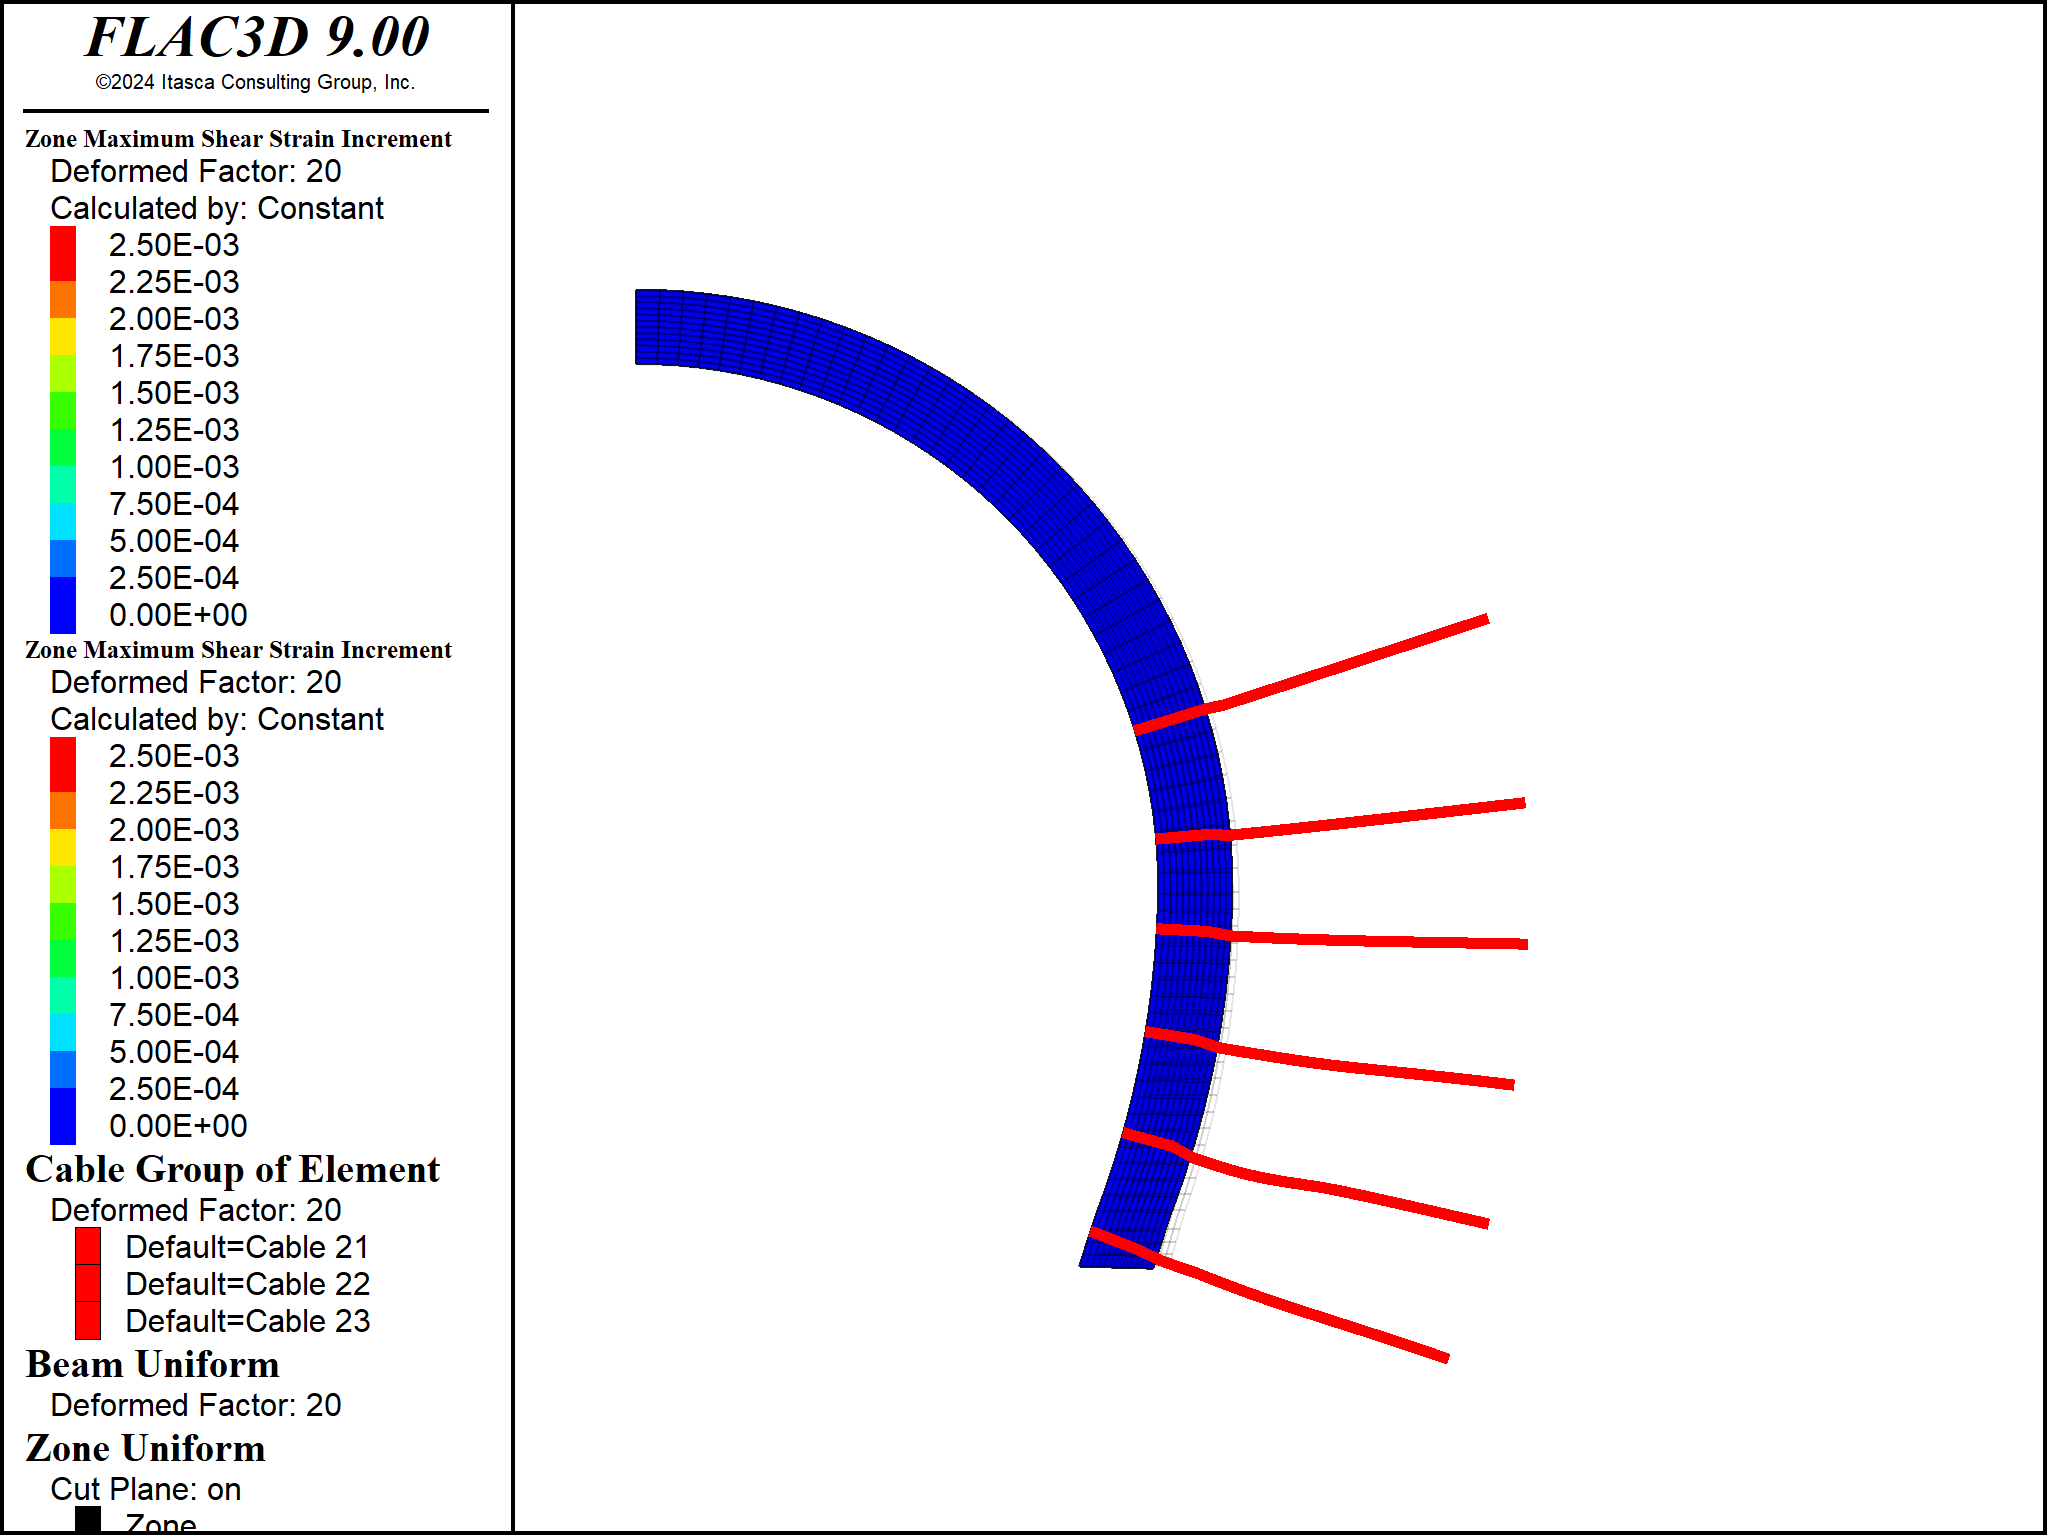 FLAC3D 9.00
©2024 Itasca Consulting Group, Inc.
Zone Maximum Shear Strain Increment
Deformed Factor: 20
Calculated by: Constant
2.50E-03
2.25E-03
2.00E-03
1.75E-03
1.50E-03
1.25E-03
1.00E-03
7.50E-04
5.00E-04
2.50E-04
0.00E+00
Zone Maximum Shear Strain Increment
Deformed Factor: 20
Calculated by: Constant
2.50E-03
2.25E-03
2.00E-03
1.75E-03
1.50E-03
1.25E-03
1.00E-03
7.50E-04
5.00E-04
2.50E-04
0.00E+00
Cable Group of Element
Deformed Factor: 20
Default=Cable 21
Default=Cable 22
Default=Cable 23
Beam Uniform
Deformed Factor: 20
Zone Uniform
Cut Plane: on
Zone